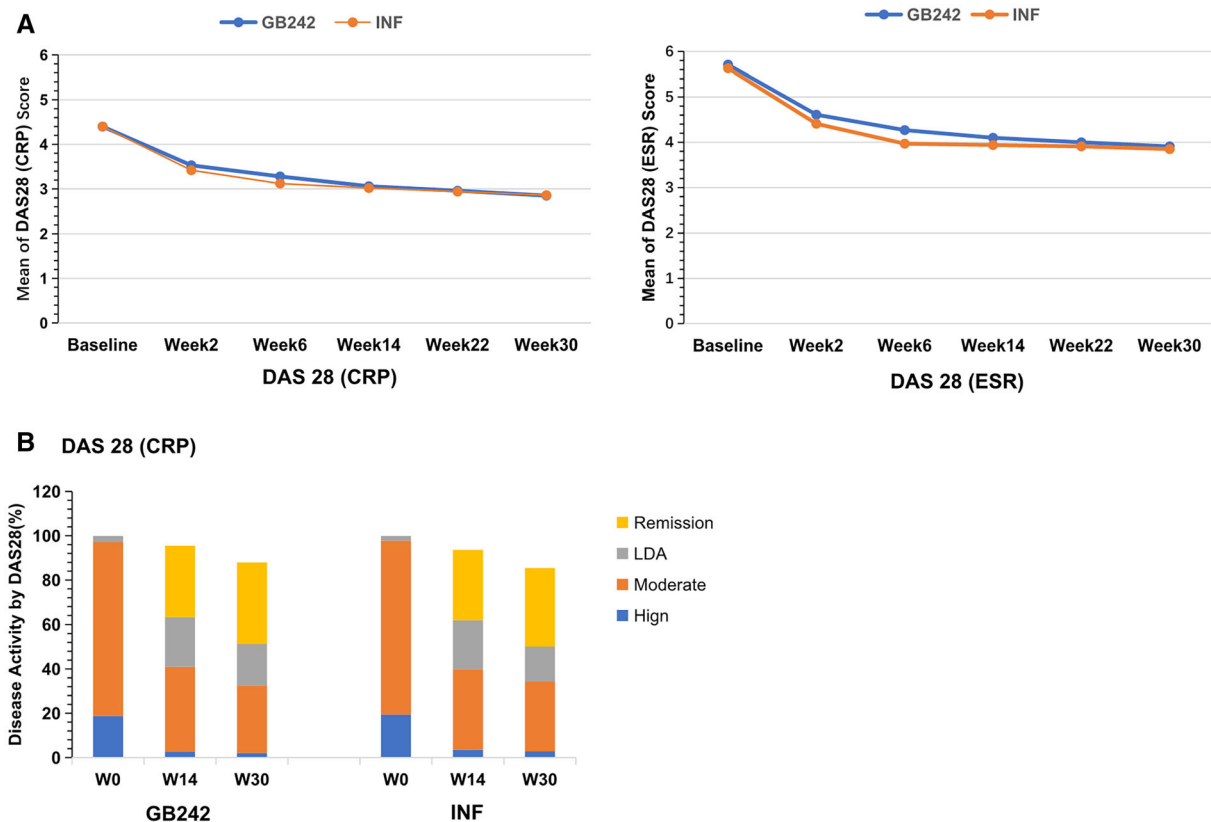 A
GB242 INF
Mean of DAS28 (CRP) Score
6
5
4
3
2
1
0
Baseline Week2 Week6 Week14 Week22 Week30
DAS 28 (CRP)
GB242 INF
Mean of DAS28 (ESR) Score
6
5
4
3
2
1
0
Baseline Week2 Week6 Week14 Week22 Week30
DAS 28 (ESR)
B DAS 28 (CRP)
Disease Activity by DAS28(%)
120
100
80
60
40
20
0
W0 W14 W30 W0 W14 W30
GB242 INF
Remission
LDA
Moderate
Hign